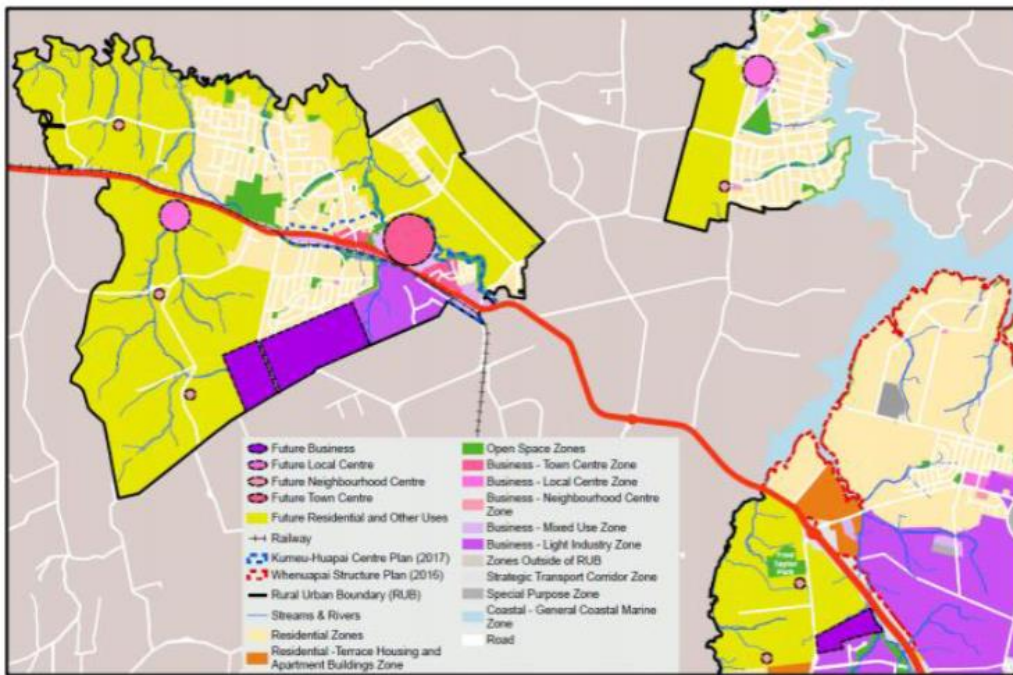 Future Business
Future Local Centre
Future Neighbourhood Centre
Future Town Centre
Future Residential and Other Uses
Railway
Kumeu-Huapai Centre Plan (2017)
Whenuapai Structure Plan (2016)
Rural Urban Boundary (RUB)
Streams & Rivers
Residential Zones
Residential -Terrace Housing and
Apartment Buildings Zone
Open Space Zones
Business - Town Centre Zone
Business - Local Centre Zone
Business - Neighbourhood Centre
Zone
Business - Mixed Use Zone
Business - Light Industry Zone
Zones Outside of RUB
Strategic Transport Corridor Zone
Special Purpose Zone
Coastal - General Coastal Marine
Zone
Road
Fred
Taylor
Park